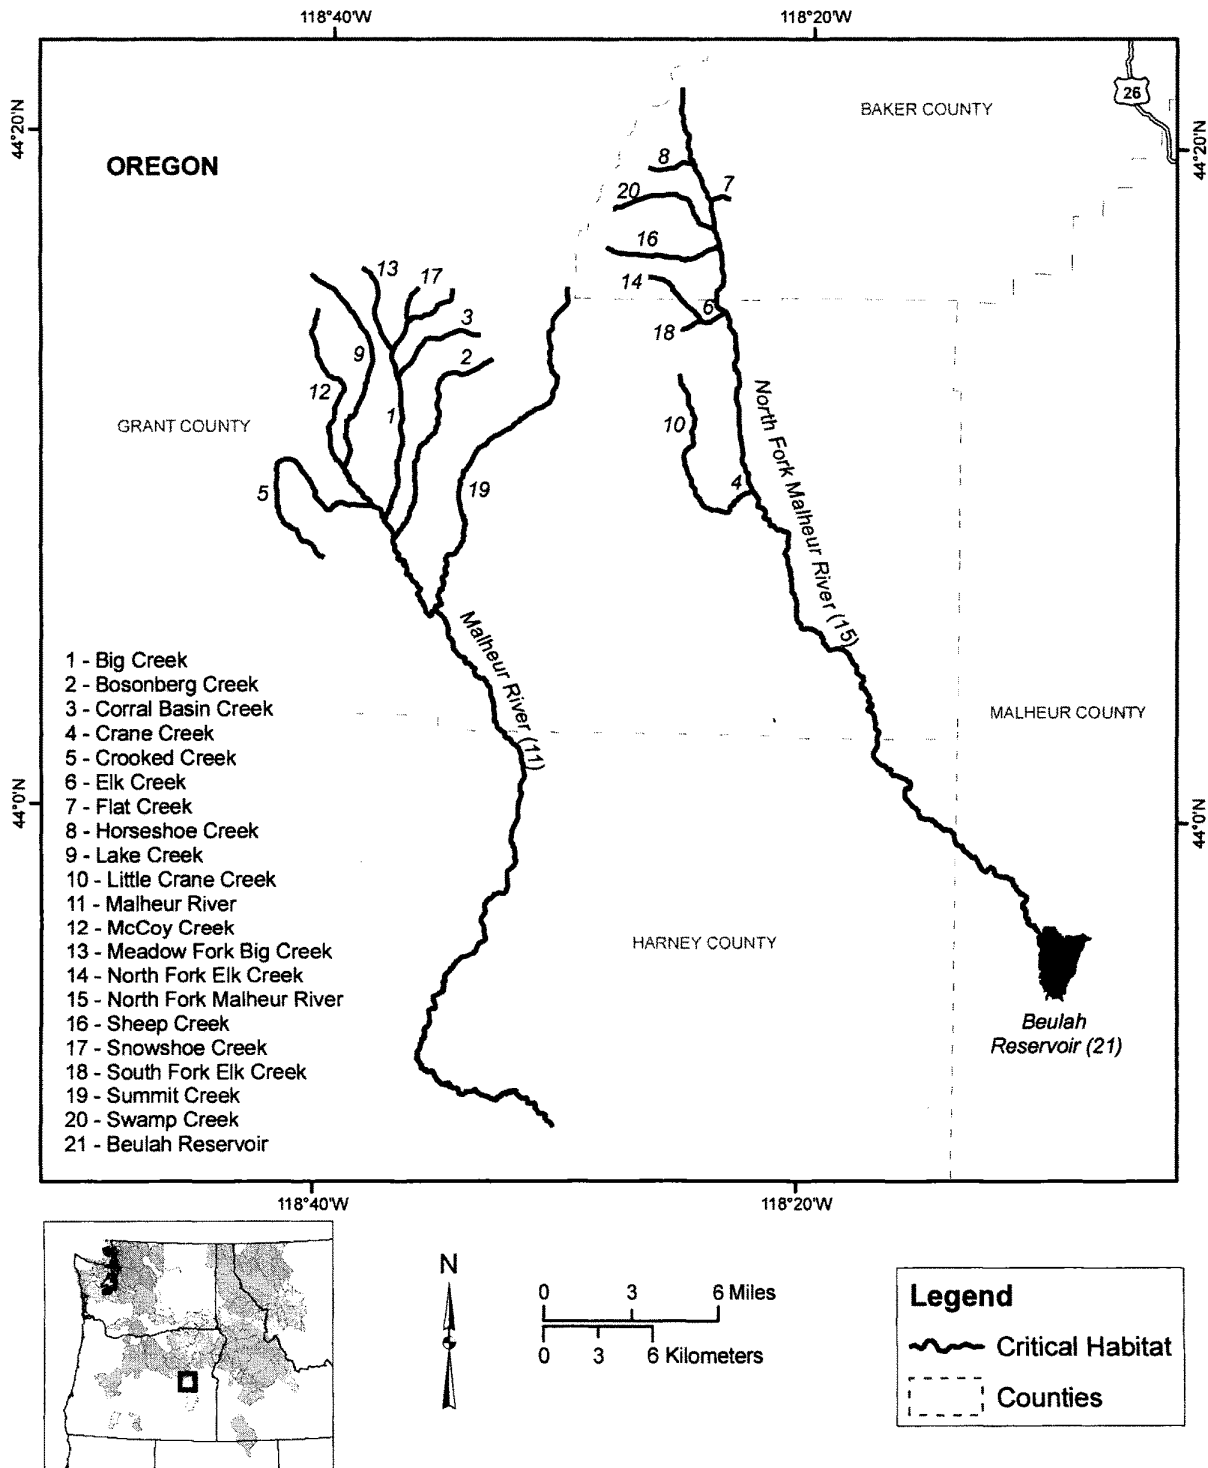 118°40'W
118°20'W
44°20'N
44°20'N
26
BAKER COUNTY
OREGON
8
7
20
16
14
6
18
13
17
3
9
2
12
1
10
GRANT COUNTY
5
19
4
North Fork Malheur River (15)
Malheur River (11)
1 - Big Creek
2 - Bosonberg Creek
3 - Corral Basin Creek
4 - Crane Creek
5 - Crooked Creek
6 - Elk Creek
7 - Flat Creek
8 - Horseshoe Creek
9 - Lake Creek
10 - Little Crane Creek
11 - Malheur River
12 - McCoy Creek
13 - Meadow Fork Big Creek
14 - North Fork Elk Creek
15 - North Fork Malheur River
16 - Sheep Creek
17 - Snowshoe Creek
18 - South Fork Elk Creek
19 - Summit Creek
20 - Swamp Creek
21 - Beulah Reservoir
MALHEUR COUNTY
44°0'N
44°0'N
HARNEY COUNTY
Beulah
Reservoir (21)
118°40'W
118°20'W
N
0 3 6 Miles
0 3 6 Kilometers
Legend
Critical Habitat
Counties